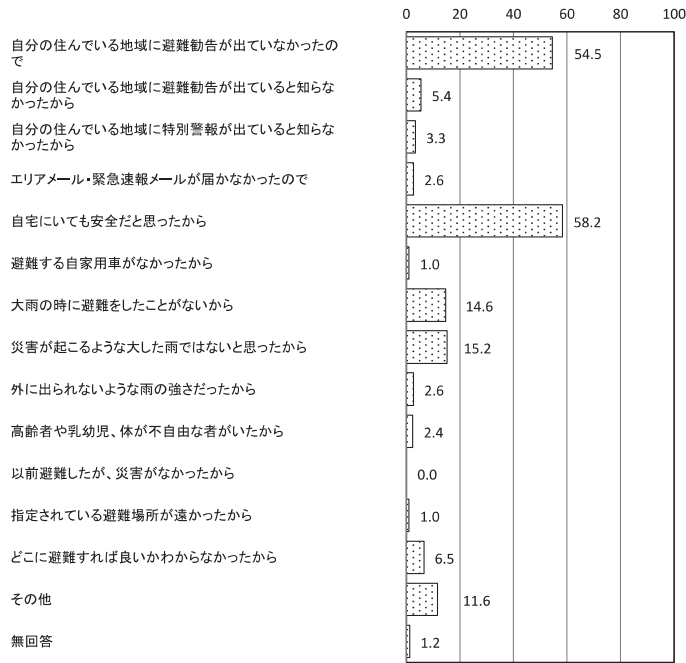 0 20 40 60 80 100
自分の住んでいる地域に避難勧告が出ていなかったの
で
54.5
自分の住んでいる地域に避難勧告が出ていると知らな
かったから
5.4
自分の住んでいる地域に特別警報が出ていると知らな
かったから
3.3
エリアメール・緊急速報メールが届かなかったので
2.6
自宅にいても安全だと思ったから
58.2
避難する自家用車がなかったから
1.0
大雨の時に避難をしたことがないから
14.6
災害が起こるような大した雨ではないと思ったから
15.2
外に出られないような雨の強さだったから
2.6
高齢者や乳幼児、体が不自由な者がいたから
2.4
以前避難したが、災害がなかったから
0.0
指定されている避難場所が遠かったから
1.0
どこに避難すれば良いかわからなかったから
6.5
その他
11.6
無回答
1.2